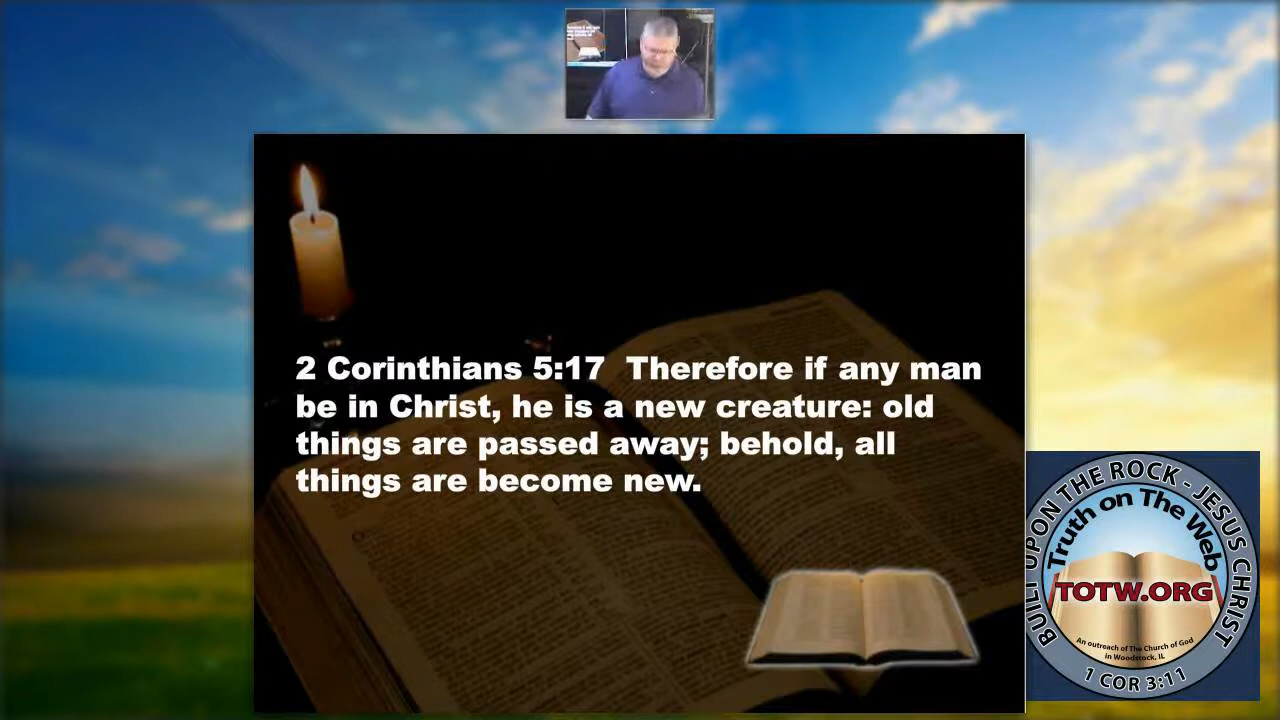 2 Corinthians 5:17  Therefore if any man
be in Christ, he is a new creature: old
things are passed away; behold, all
things are become new.
BUILT UPON THE ROCK - JESUS CHRIST
Truth on The Web
TOTW.ORG
An outreach of The Church of God
in Woodstock, IL
1 COR 3:11